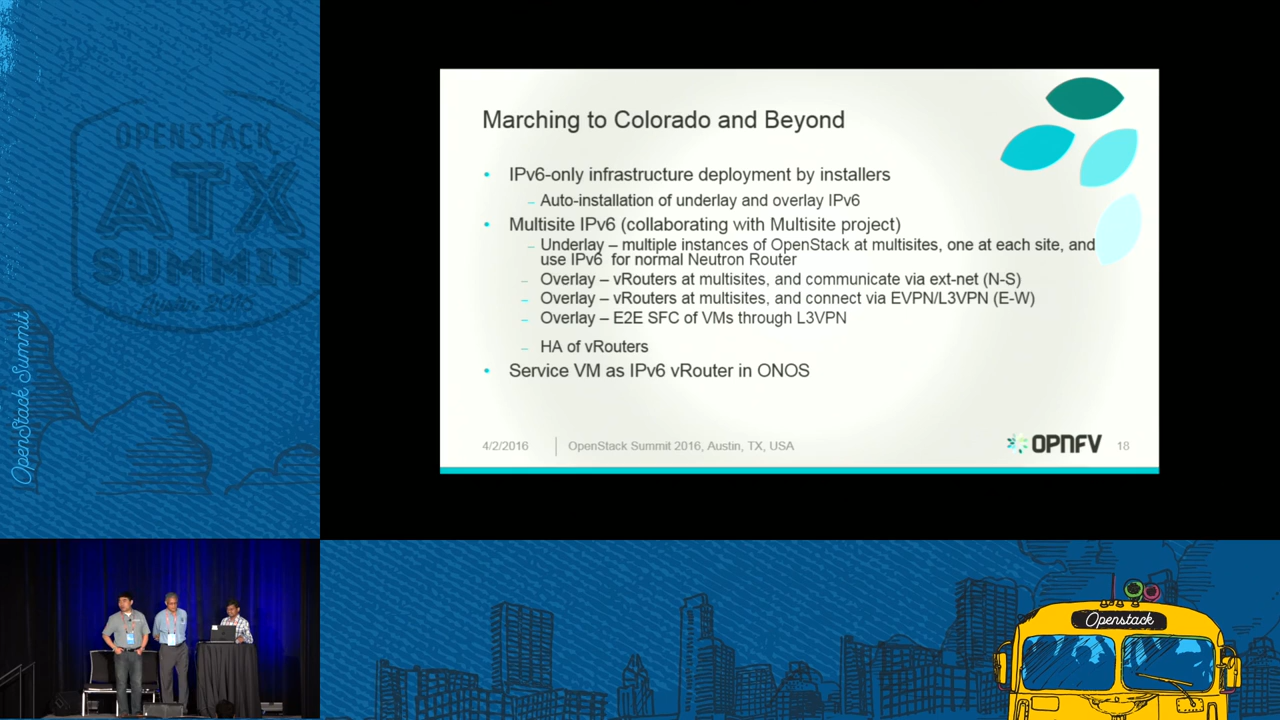 OPENSTACK
ATX
SUMMIT
Austin
OpenStack Summit
Marching to Colorado and Beyond
• IPv6-only infrastructure deployment by installers
– Auto-installation of underlay and overlay IPv6
• Multisite IPv6 (collaborating with Multisite project)
– Underlay – multiple instances of OpenStack at multisites, one at each site, and
use IPv6 for normal Neutron Router
– Overlay – vRouters at multisites, and communicate via ext-net (N-S)
– Overlay – vRouters at multisites, and connect via EVPN/L3VPN (E-W)
– Overlay – E2E SFC of VMs through L3VPN
– HA of vRouters
• Service VM as IPv6 vRouter in ONOS
4/2/2016 OpenStack Summit 2016, Austin, TX, USA
OPNFV 18
Openstack